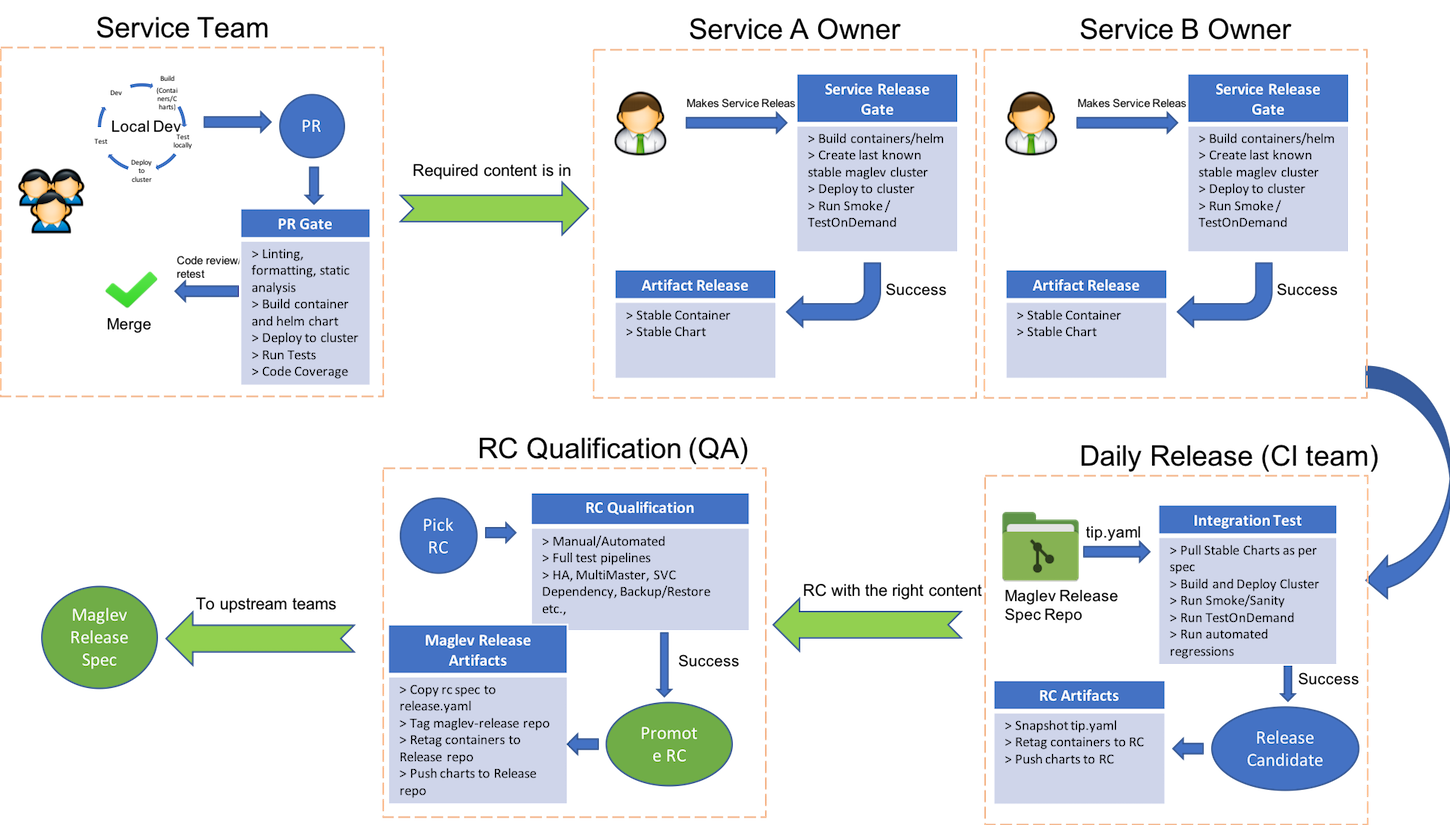 Service Team
Build
(Contai
ners/C
harts)
Dev
Local Dev
Test
locally
Test
Deploy
to
cluster
PR
PR Gate
> Linting,
formatting, static
analysis
> Build container
and helm chart
> Deploy to cluster
> Run Tests
> Code Coverage
Code review/
retest
Merge
Required content is in
Service A Owner
Makes Service Releas
Service Release
Gate
> Build containers/helm
> Create last known
stable maglev cluster
> Deploy to cluster
> Run Smoke /
TestOnDemand
Success
Artifact Release
> Stable Container
> Stable Chart
Service B Owner
Makes Service Releas
Service Release
Gate
> Build containers/helm
> Create last known
stable maglev cluster
> Deploy to cluster
> Run Smoke /
TestOnDemand
Success
Artifact Release
> Stable Container
> Stable Chart
Daily Release (CI team)
tip.yaml
Maglev Release
Spec Repo
Integration Test
> Pull Stable Charts as per
spec
> Build and Deploy Cluster
> Run Smoke/Sanity
> Run TestOnDemand
> Run automated
regressions
Success
Release
Candidate
RC Artifacts
> Snapshot tip.yaml
> Retag containers to RC
> Push charts to RC
RC with the right content
RC Qualification (QA)
Pick
RC
RC Qualification
> Manual/Automated
> Full test pipelines
> HA, MultiMaster, SVC
Dependency, Backup/Restore
etc.,
Success
Promot
e RC
Maglev Release
Artifacts
> Copy rc spec to
release.yaml
> Tag maglev-release repo
> Retag containers to
Release repo
> Push charts to Release
repo
To upstream teams
Maglev
Release
Spec